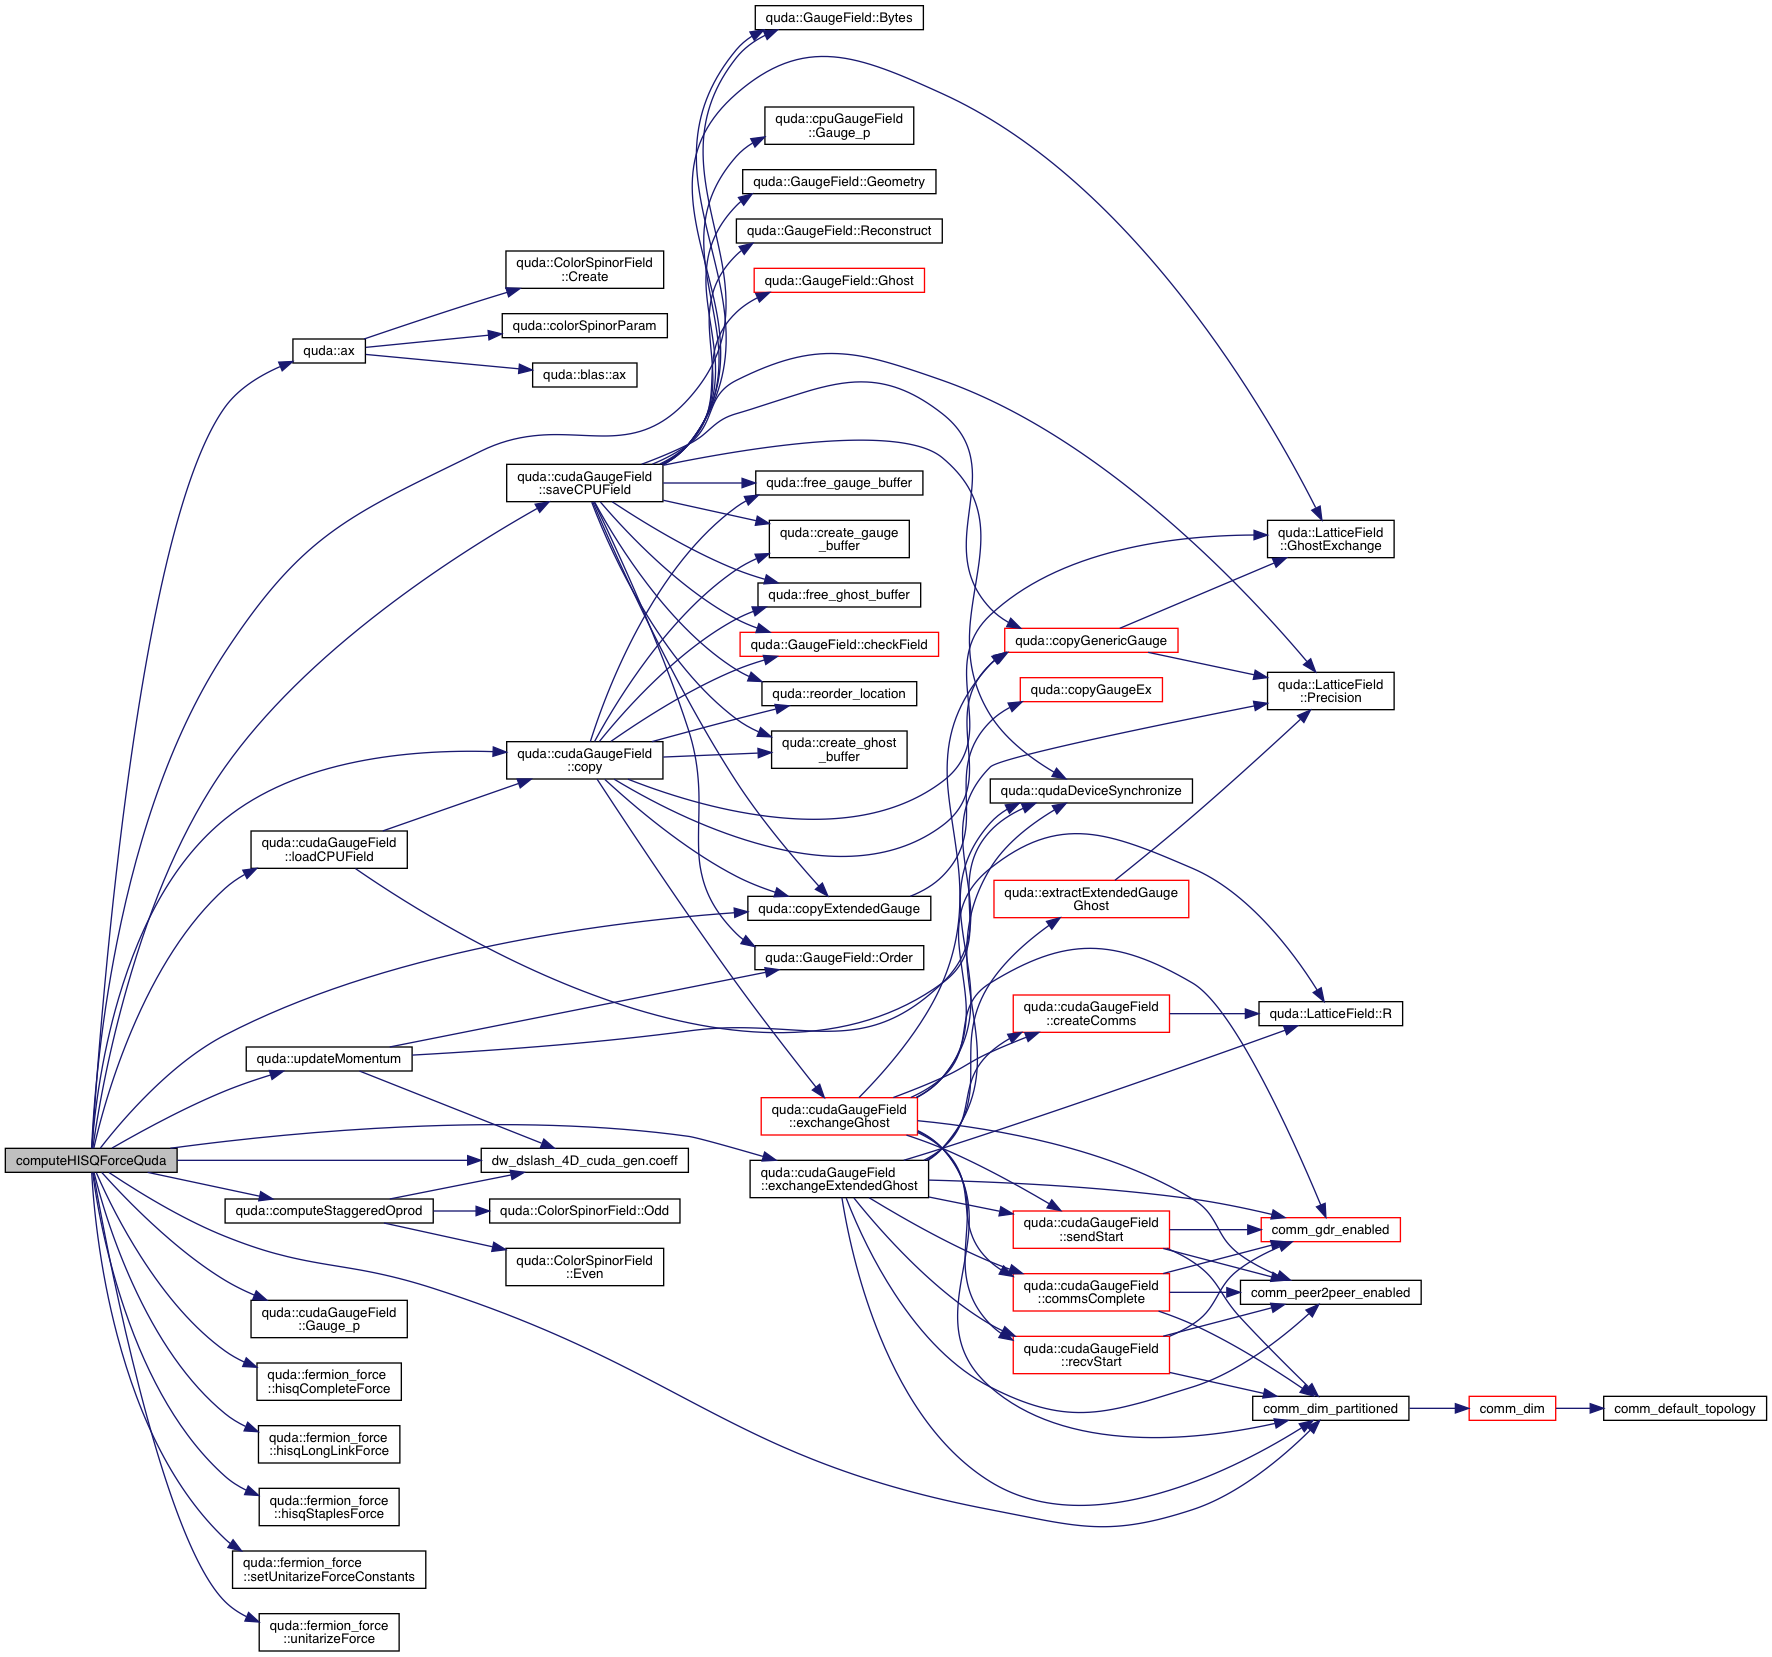 quda::GaugeField::Bytes
quda::cpuGaugeField
::Gauge_p
quda::GaugeField::Geometry
quda::GaugeField::Reconstruct
quda::GaugeField::Ghost
quda::ColorSpinorField
::Create
quda::colorSpinorParam
quda::ax
quda::blas::ax
quda::cudaGaugeField
::saveCPUField
quda::free_gauge_buffer
quda::create_gauge
_buffer
quda::free_ghost_buffer
quda::GaugeField::checkField
quda::reorder_location
quda::create_ghost
_buffer
quda::LatticeField
::GhostExchange
quda::copyGenericGauge
quda::copyGaugeEx
quda::LatticeField
::Precision
quda::cudaGaugeField
::copy
quda::qudaDeviceSynchronize
quda::cudaGaugeField
::loadCPUField
quda::copyExtendedGauge
quda::extractExtendedGauge
Ghost
quda::GaugeField::Order
quda::cudaGaugeField
::createComms
quda::LatticeField::R
quda::updateMomentum
quda::cudaGaugeField
::exchangeGhost
computeHISQForceQuda
dw_dslash_4D_cuda_gen.coeff
quda::cudaGaugeField
::exchangeExtendedGhost
quda::computeStaggeredOprod
quda::ColorSpinorField::Odd
quda::ColorSpinorField
::Even
quda::cudaGaugeField
::sendStart
comm_gdr_enabled
quda::cudaGaugeField
::commsComplete
comm_peer2peer_enabled
quda::cudaGaugeField
::Gauge_p
quda::cudaGaugeField
::recvStart
quda::fermion_force
::hisqCompleteForce
comm_dim_partitioned
comm_dim
comm_default_topology
quda::fermion_force
::hisqLongLinkForce
quda::fermion_force
::hisqStaplesForce
quda::fermion_force
::setUnitarizeForceConstants
quda::fermion_force
::unitarizeForce